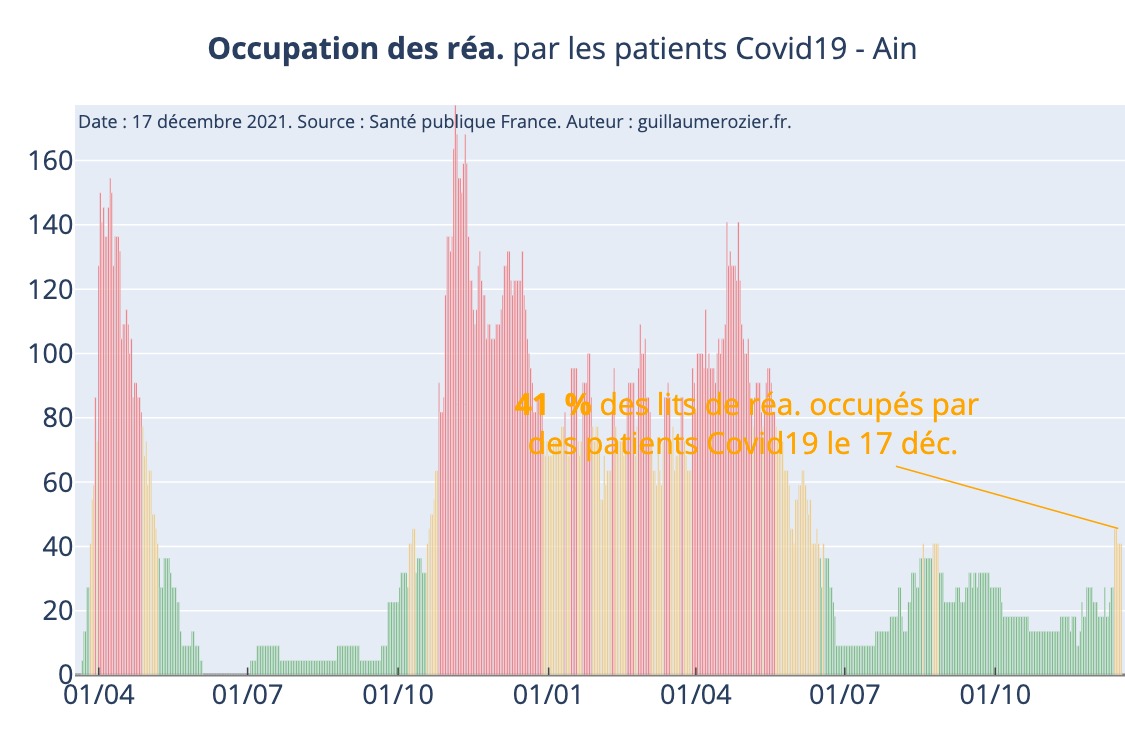 Occupation des réa. par les patients Covid19 - Ain
Date : 17 décembre 2021. Source : Santé publique France. Auteur : guillaumerozier.fr.
160
140
120
100
80
60
40
20
0
41 % des lits de réa. occupés par
des patients Covid19 le 17 déc.
01/04 01/07 01/10 01/01 01/04 01/07 01/10